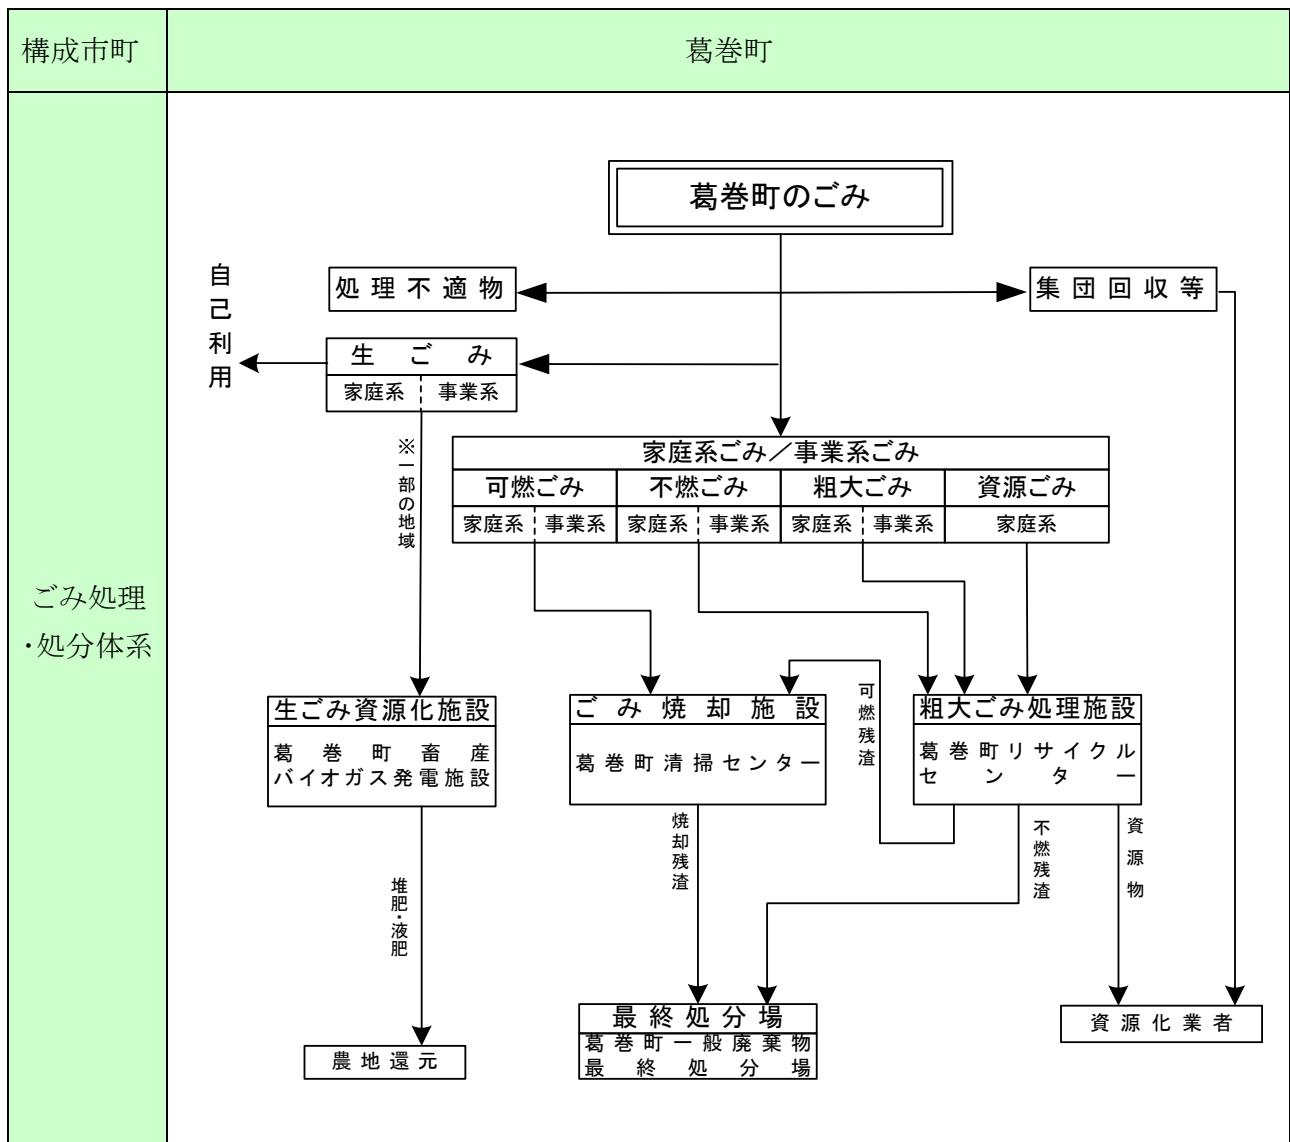 構成市町
葛巻町
ごみ処理
・処分体系
葛巻町のごみ
処理不適物
集団回収等
自己利用
生ごみ
家庭系 事業系
※一部の地域
家庭系ごみ／事業系ごみ
可燃ごみ 不燃ごみ 粗大ごみ 資源ごみ
家庭系 事業系 家庭系 事業系 家庭系 事業系 家庭系
生ごみ資源化施設
葛巻町畜産
バイオガス発電施設
ごみ焼却施設
葛巻町清掃センター
可燃残渣
粗大ごみ処理施設
葛巻町リサイクル
センター
堆肥・液肥
焼却残渣
不燃残渣
資源物
農地還元
最終処分場
葛巻町一般廃棄物
最終処分場
資源化業者